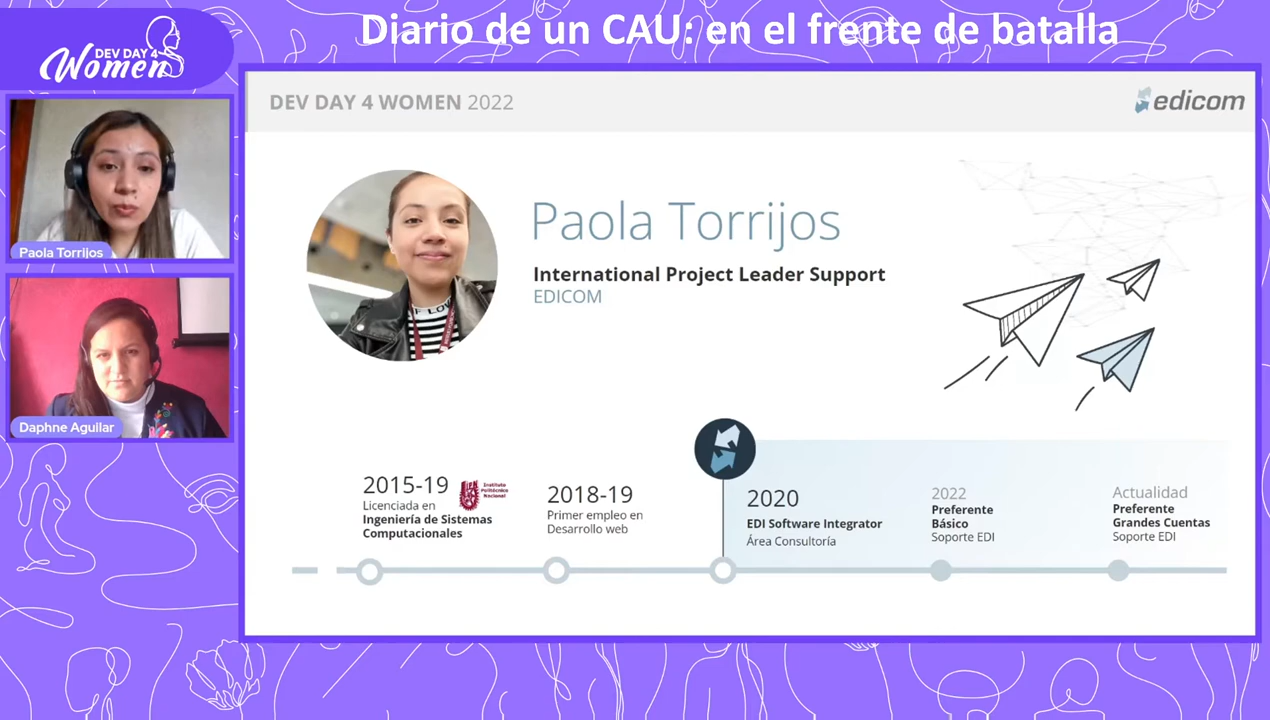 Diario de un CAU: en el frente de batalla
DEV DAY 4
Women
DEV DAY 4 WOMEN 2022
edicom
Paola Torrijos
Daphne Aguilar
Paola Torrijos
International Project Leader Support
EDICOM
F LOV
2015-19
Instituto
Politécnico
Nacional
Licenciada en
Ingeniería de Sistemas
Computacionales
2018-19
Primer empleo en
Desarrollo web
2020
EDI Software Integrator
Área Consultoría
2022
Preferente
Básico
Soporte EDI
Actualidad
Preferente
Grandes Cuentas
Soporte EDI